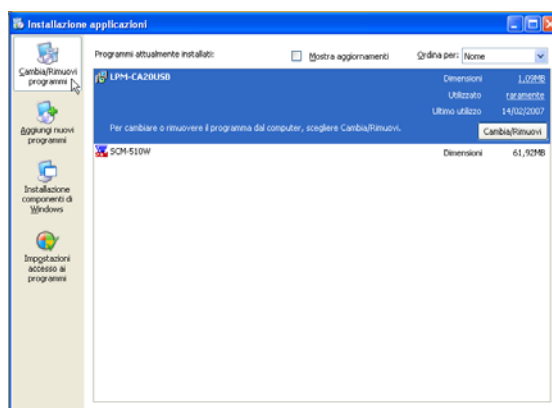 Installazione applicazioni
Cambia/Rimuovi programmi
Aggiungi nuovi programmi
Installazione componenti di Windows
Impostazioni accesso ai programmi
Programmi attualmente installati:
Mostra aggiornamenti
Ordina per: Nome
LPM-CA20USB
Dimensioni 1,09MB
Utilizzato raramente
Ultimo utilizzo 14/02/2007
Per cambiare o rimuovere il programma dal computer, scegliere Cambia/Rimuovi.
Cambia/Rimuovi
SCM-510W
Dimensioni 61,92MB